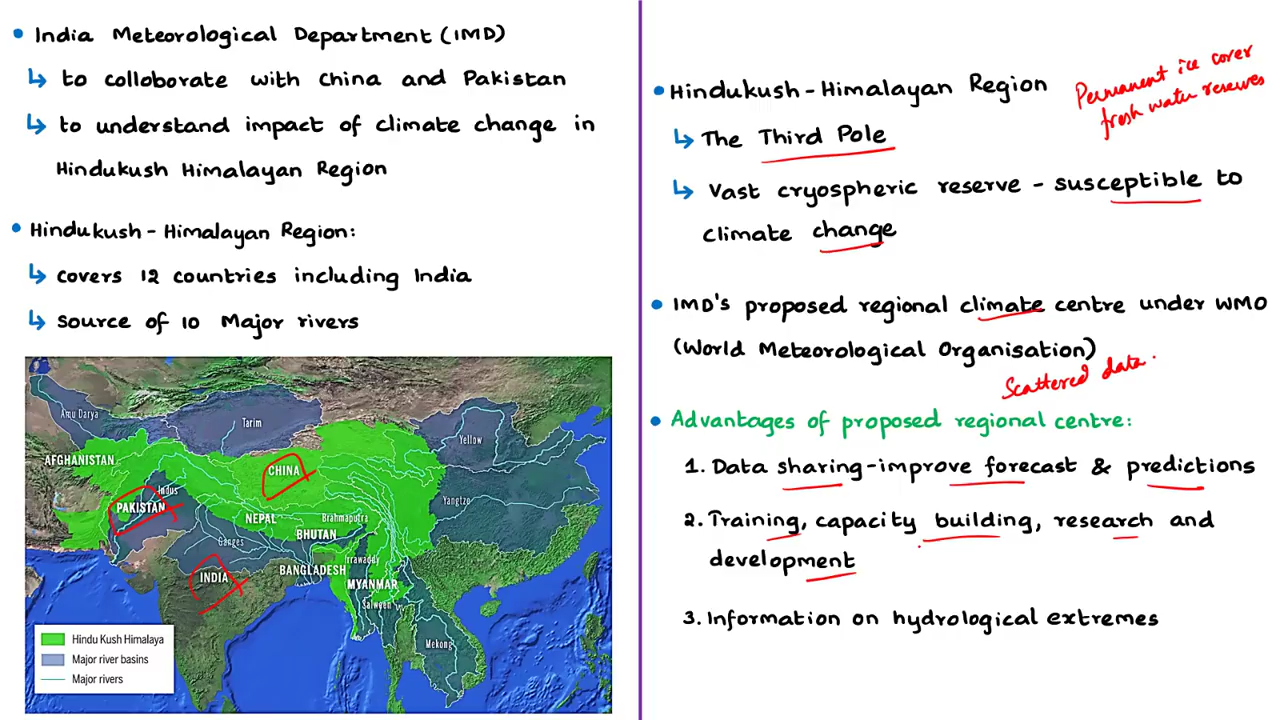 India Meteorological Department (IMD)
↳ to collaborate with China and Pakistan
↳ to understand impact of climate change in
Hindukush Himalayan Region
Hindukush - Himalayan Region:
↳ covers 12 countries including India
↳ source of 10 Major rivers
Amu Darya
Tarim
Yellow
AFGHANISTAN
CHINA
Indus
PAKISTAN
Yangtze
NEPAL
Brahmaputra
BHUTAN
Ganges
Irrawaddy
BANGLADESH
INDIA
MYANMAR
Salween
Mekong
Hindu Kush Himalaya
Major river basins
Major rivers
Hindukush - Himalayan Region
Permanent ice cover
fresh water reserves
↳ The Third Pole
↳ Vast cryospheric reserve - susceptible to
climate change
IMD's proposed regional climate centre under WMO
(World Meteorological Organisation)
Scattered data.
Advantages of proposed regional centre:
1. Data sharing - improve forecast & predictions
2. Training, capacity building, research and
development
3. Information on hydrological extremes